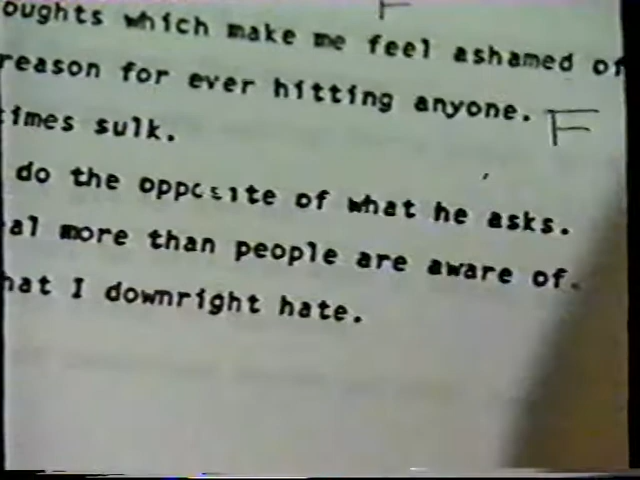 oughts which make me feel ashamed of
reason for ever hitting anyone. F
times sulk.
do the opposite of what he asks.
al more than people are aware of.
hat I downright hate.